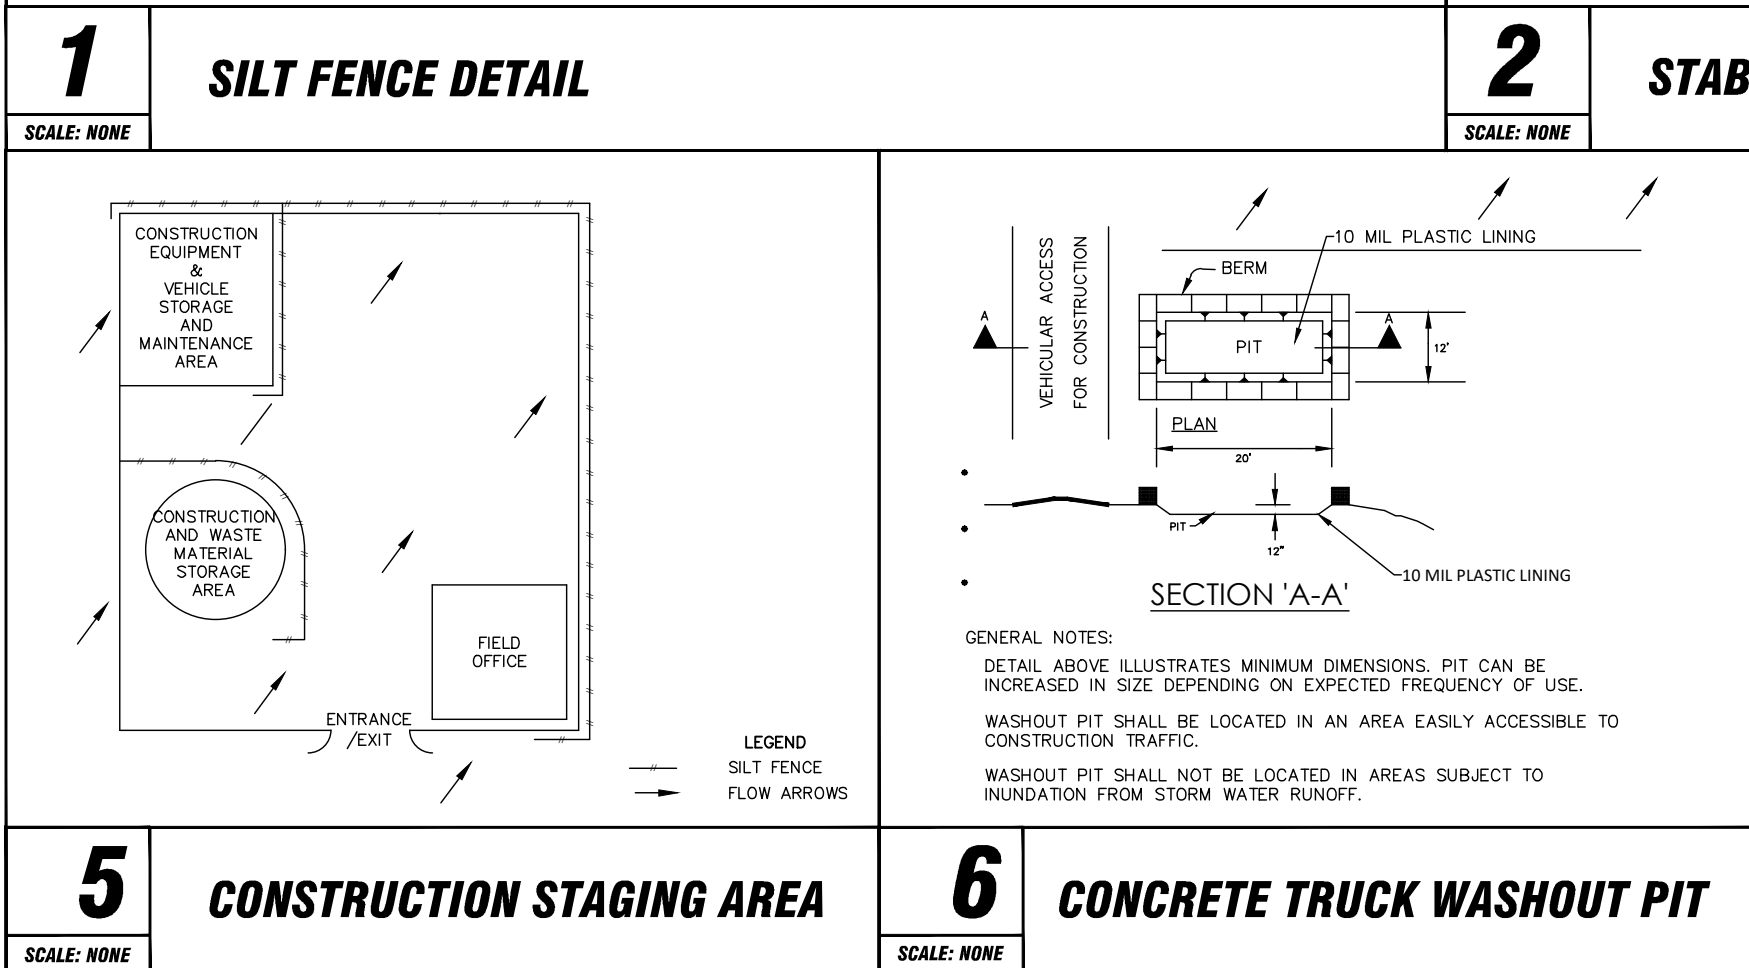 1
SILT FENCE DETAIL
SCALE: NONE
2
STAB
SCALE: NONE
CONSTRUCTION
EQUIPMENT
&
VEHICLE
STORAGE
AND
MAINTENANCE
AREA
CONSTRUCTION
AND WASTE
MATERIAL
STORAGE
AREA
FIELD
OFFICE
ENTRANCE
/EXIT
LEGEND
SILT FENCE
FLOW ARROWS
5
CONSTRUCTION STAGING AREA
SCALE: NONE
VEHICULAR ACCESS
FOR CONSTRUCTION
10 MIL PLASTIC LINING
BERM
A
A
PIT
12'
PLAN
20'
PIT
12"
10 MIL PLASTIC LINING
SECTION 'A-A'
GENERAL NOTES:
DETAIL ABOVE ILLUSTRATES MINIMUM DIMENSIONS. PIT CAN BE
INCREASED IN SIZE DEPENDING ON EXPECTED FREQUENCY OF USE.
WASHOUT PIT SHALL BE LOCATED IN AN AREA EASILY ACCESSIBLE TO
CONSTRUCTION TRAFFIC.
WASHOUT PIT SHALL NOT BE LOCATED IN AREAS SUBJECT TO
INUNDATION FROM STORM WATER RUNOFF.
6
CONCRETE TRUCK WASHOUT PIT
SCALE: NONE